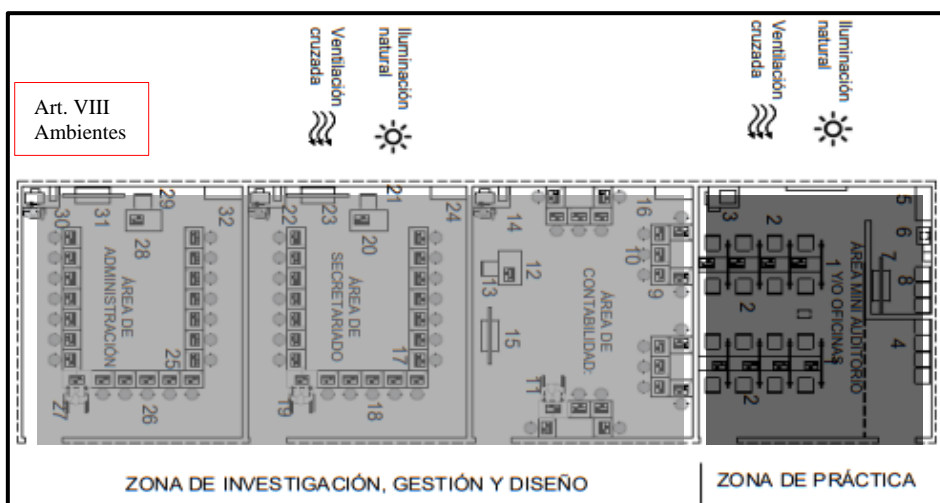 Art. VIII
Ambientes
Ventilación
cruzada
Iluminación
natural
Ventilación
cruzada
Iluminación
natural
30
31
29
28
32
ÁREA DE
ADMINISTRACIÓN
25
26
27
22
23
21
20
24
ÁREA DE
SECRETARIADO
17
18
19
14
16
12
13
10
9
15
ÁREA DE
CONTABILIDAD:
11
3
2
5
6
7
8
1
ÁREA MINI AUDITORIO
Y/O OFICINAS
2
4
2
ZONA DE INVESTIGACIÓN, GESTIÓN Y DISEÑO
ZONA DE PRÁCTICA